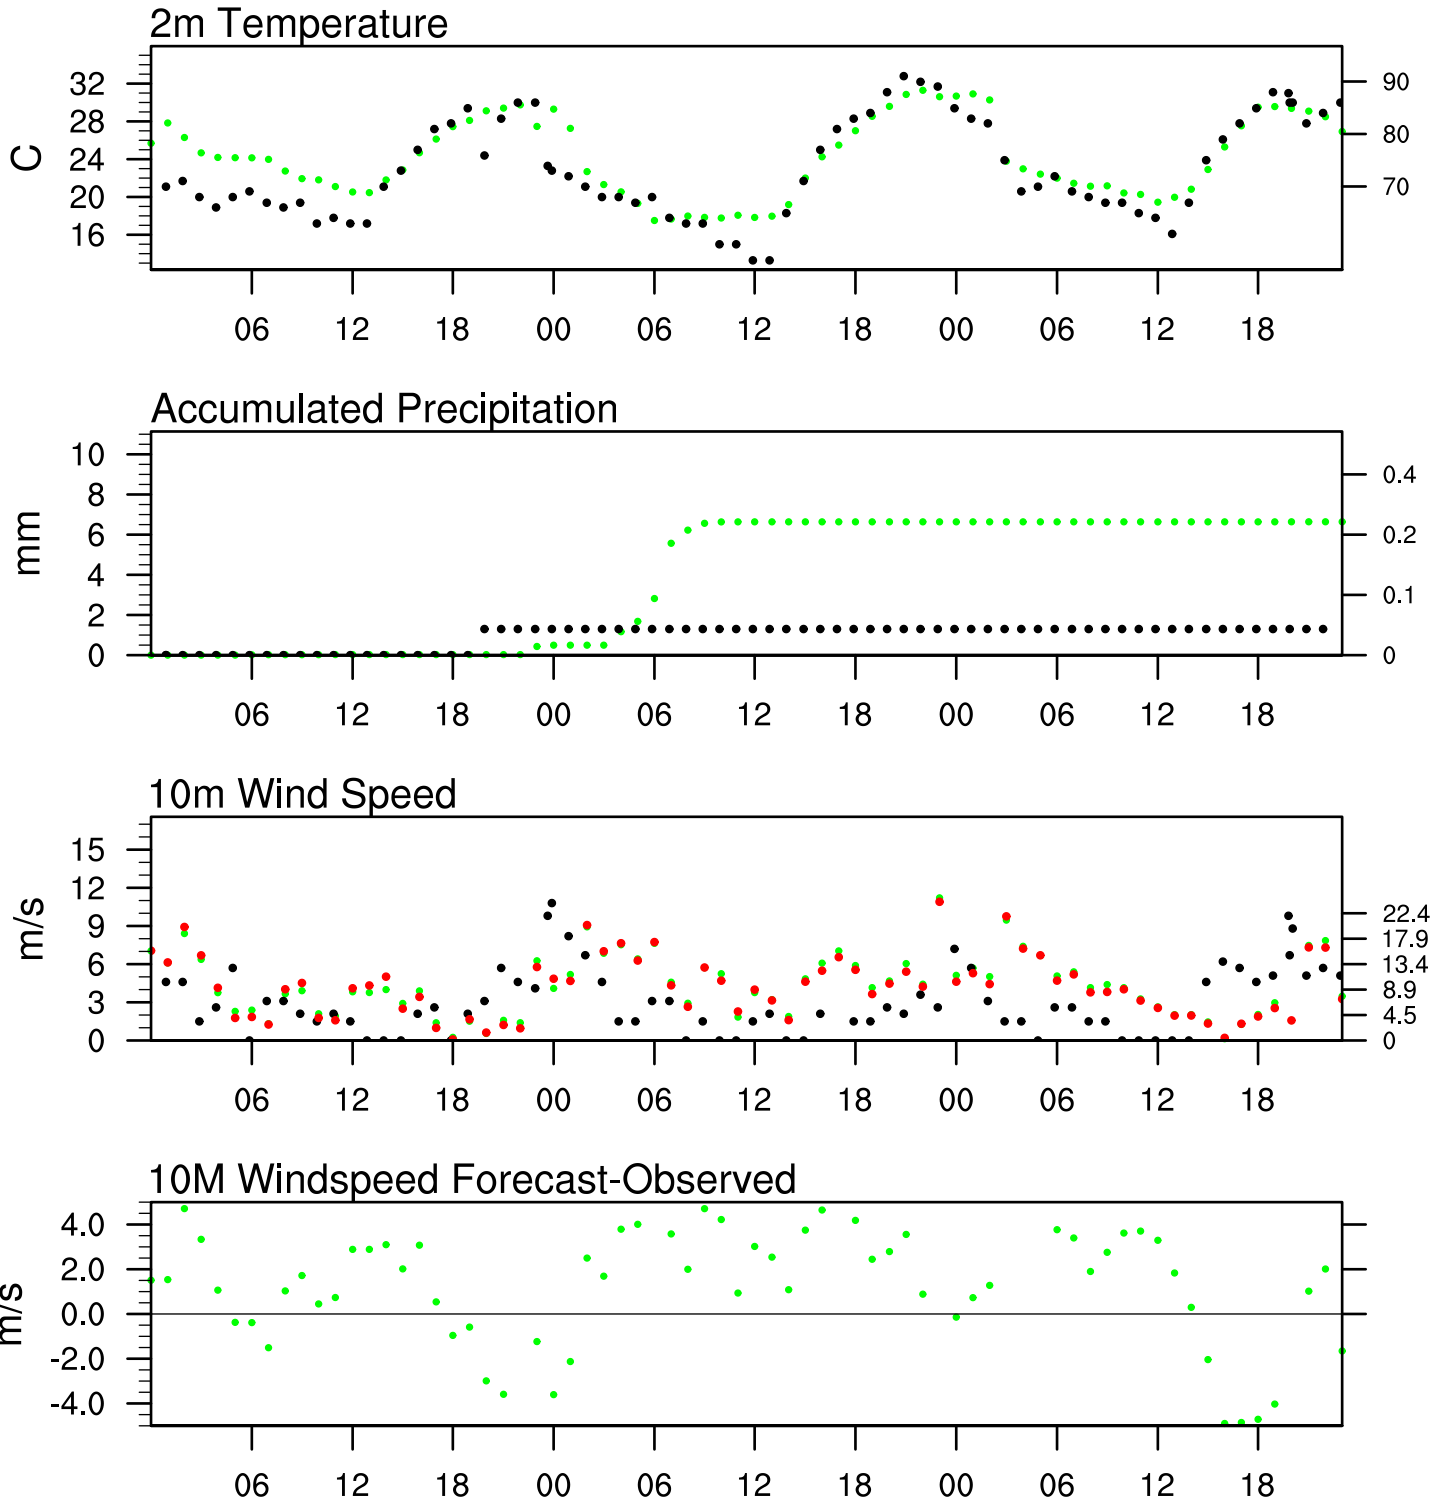 2m Temperature
C
32
28
24
20
16
90
80
70
06 12 18 00 06 12 18 00 06 12 18
Accumulated Precipitation
mm
10
8
6
4
2
0
0.4
0.2
0.1
0
06 12 18 00 06 12 18 00 06 12 18
10m Wind Speed
m/s
15
12
9
6
3
0
22.4
17.9
13.4
8.9
4.5
0
06 12 18 00 06 12 18 00 06 12 18
10M Windspeed Forecast-Observed
m/s
4.0
2.0
0.0
-2.0
-4.0
06 12 18 00 06 12 18 00 06 12 18